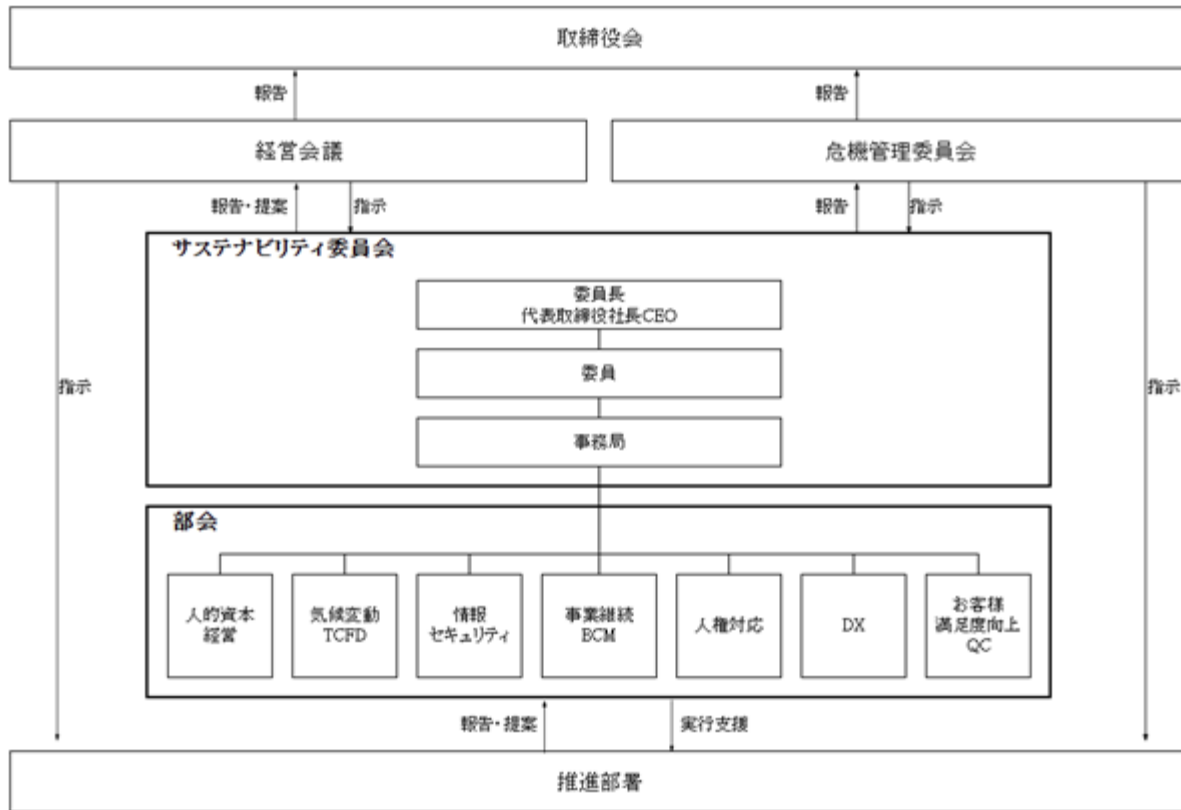 取締役会
報告
報告
経営会議
危機管理委員会
報告・提案
指示
報告
指示
サステナビリティ委員会
委員長
代表取締役社長CEO
委員
指示
指示
事務局
部会
人的資本
経営
気候変動
TCFD
情報
セキュリティ
事業継続
BCM
人権対応
DX
お客様
満足度向上
QC
報告・提案
実行支援
推進部署